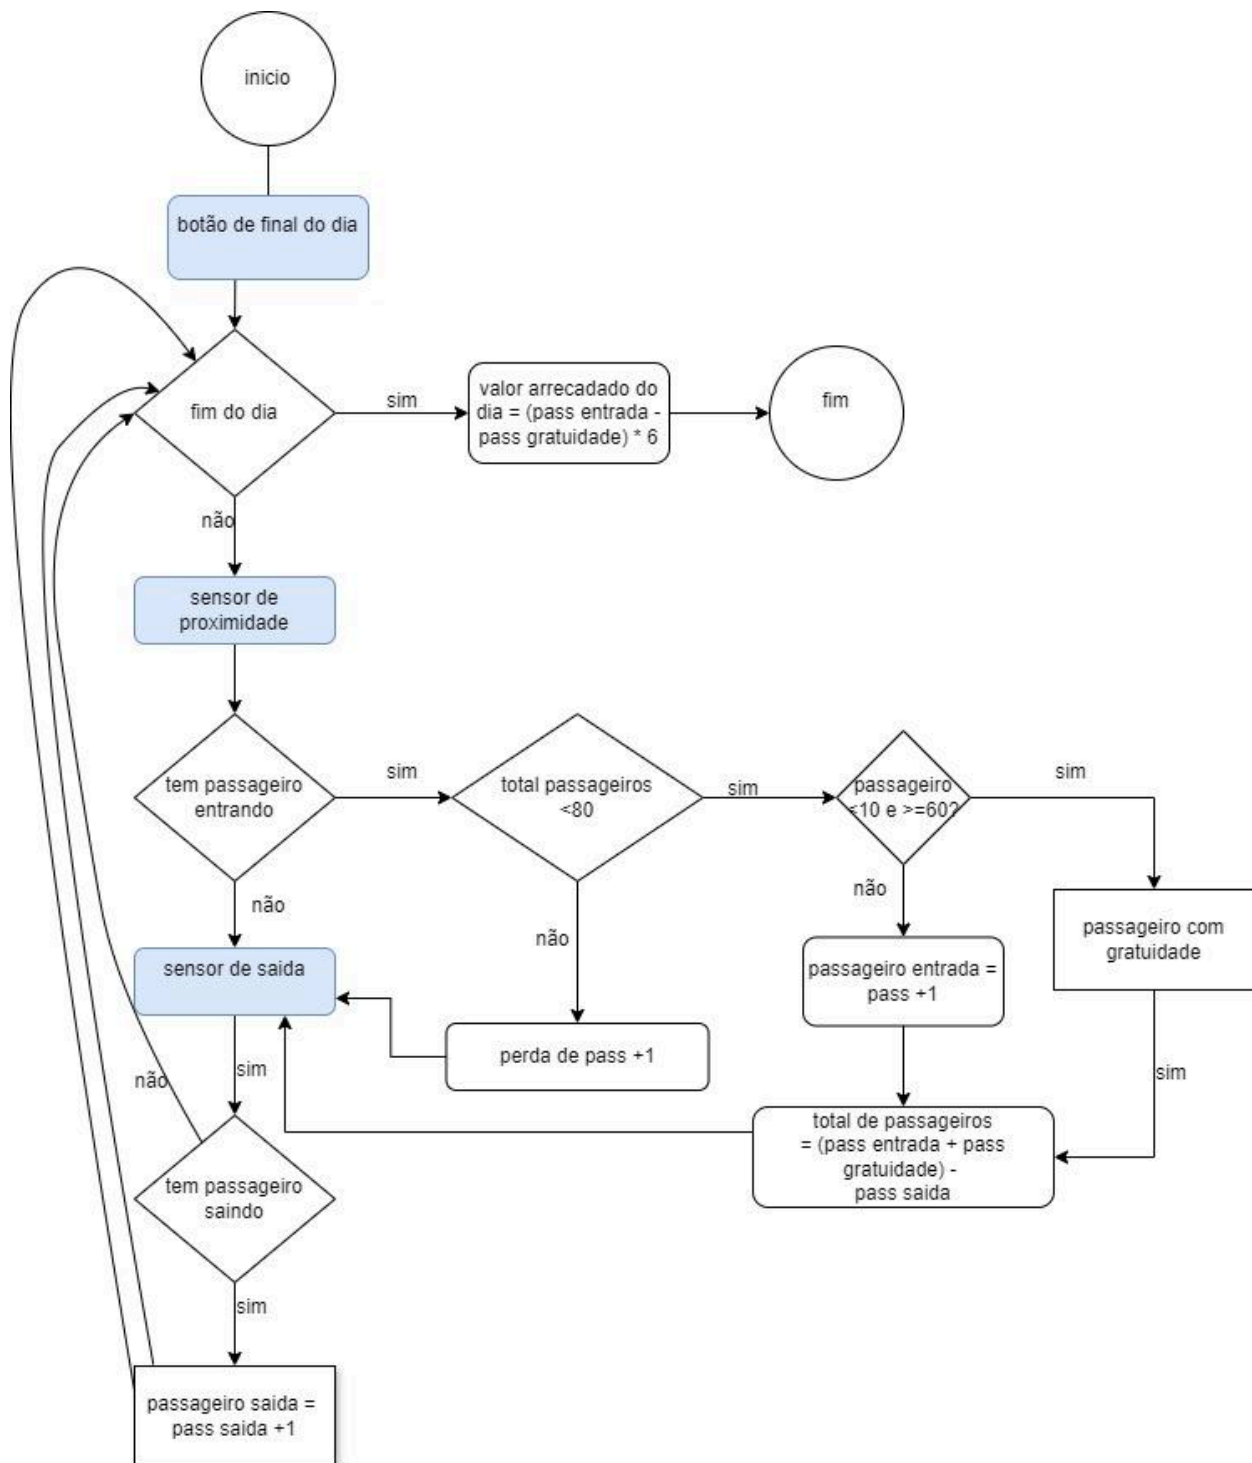 inicio
botão de final do dia
fim do dia
sim
valor arrecadado do
dia = (pass entrada -
pass gratuidade) * 6
fim
não
sensor de
proximidade
tem passageiro
entrando
sim
total passageiros
<80
sim
passageiro
<10 e >=60?
sim
não
não
não
passageiro com
gratuidade
sensor de saida
passageiro entrada =
pass +1
perda de pass +1
sim
não
sim
total de passageiros
= (pass entrada + pass
gratuidade) -
pass saida
tem passageiro
saindo
sim
passageiro saida =
pass saida +1